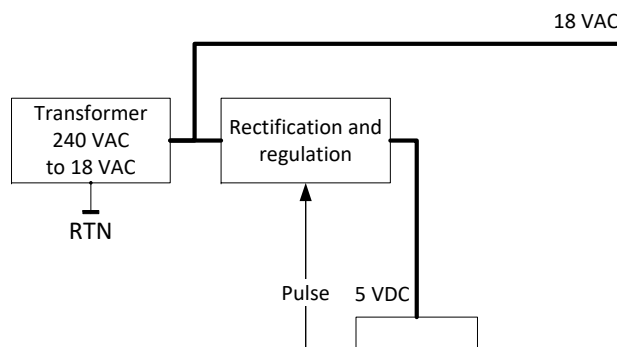 18 VAC
Transformer
240 VAC
to 18 VAC
Rectification and
regulation
RTN
Pulse
5 VDC